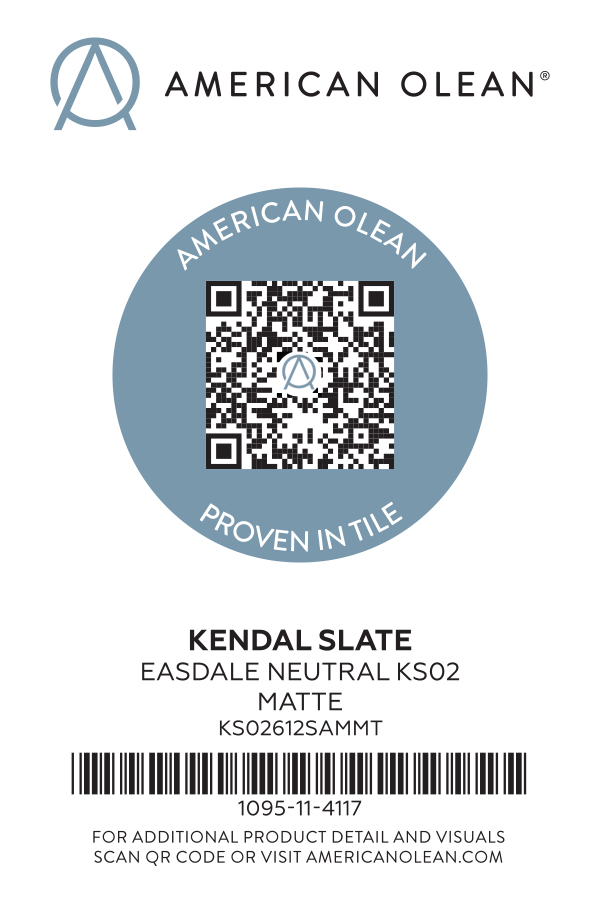 AMERICAN OLEAN®
AMERICAN OLEAN
PROVEN IN TILE
KENDAL SLATE
EASDALE NEUTRAL KS02
MATTE
KS02612SAMMT
1095-11-4117
FOR ADDITIONAL PRODUCT DETAIL AND VISUALS
SCAN QR CODE OR VISIT AMERICANOLEAN.COM